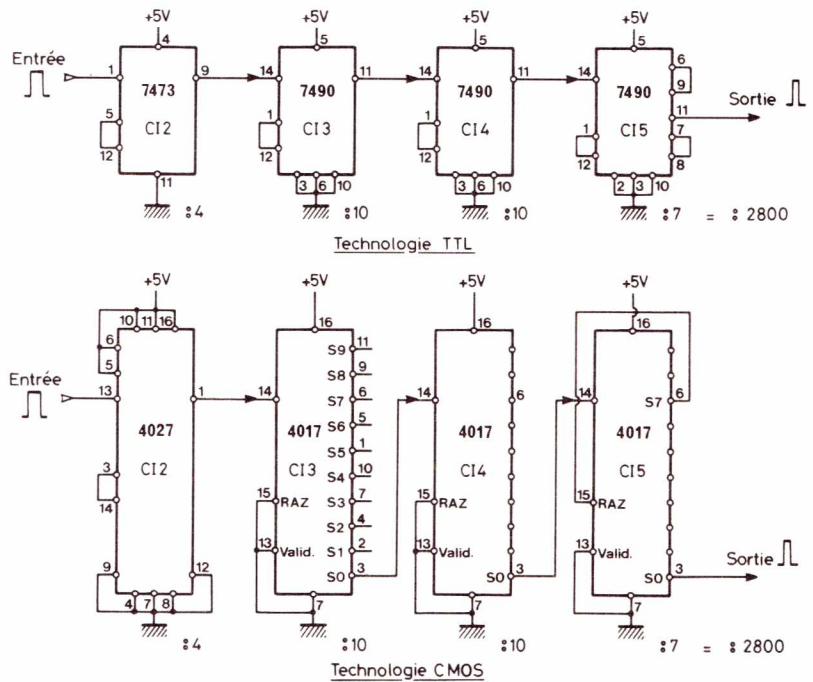 +5V +5V +5V +5V
4 5 5 5
Entrée 1 9 14 11 14 11 14 6
7473 7490 7490 7490 9
Sortie
CI2 CI3 CI4 CI5 11
5 1 1 1 7
12 12 12 12 8
11 3 6 10 3 6 10 2 3 10
:4 :10 :10 :7 = : 2800
Technologie TTL
+5V +5V +5V +5V
10 11 16 16 16 16
6 S9 11
5 S8 9
Entrée 13 1 14 S7 6 14 6 14 S7 6
S6 5
4027 4017 4017 4017
CI2 CI3 S5 1 CI4 CI5
3 S4 10
14 15 RAZ S3 7 15 RAZ 15 RAZ
S2 4
13 Valid. S1 2 13 Valid. 13 Valid.
Sortie
9 12 S0 3 S0 3 S0 3
4 7 8 7 7 7
:4 :10 :10 :7 = : 2800
Technologie CMOS